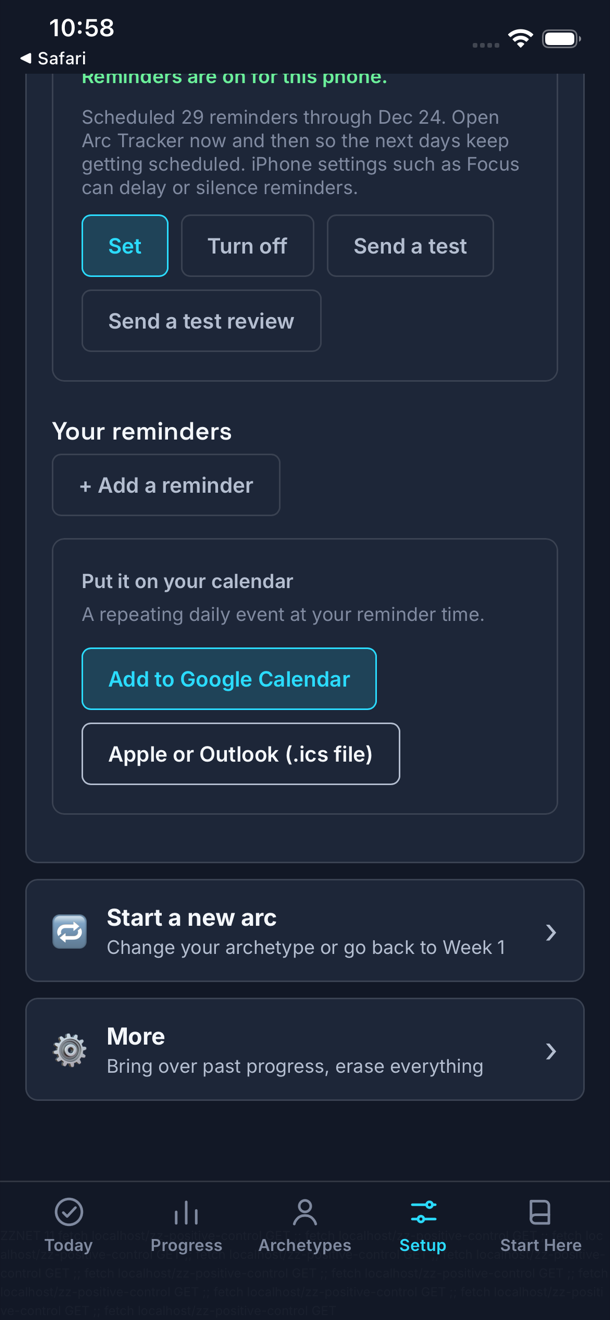 10:58
◀ Safari
Reminders are on for this phone.
Scheduled 29 reminders through Dec 24. Open
Arc Tracker now and then so the next days keep
getting scheduled. iPhone settings such as Focus
can delay or silence reminders.
Set
Turn off
Send a test
Send a test review
Your reminders
+ Add a reminder
Put it on your calendar
A repeating daily event at your reminder time.
Add to Google Calendar
Apple or Outlook (.ics file)
Start a new arc
Change your archetype or go back to Week 1
More
Bring over past progress, erase everything
Today
Progress
Archetypes
Setup
Start Here